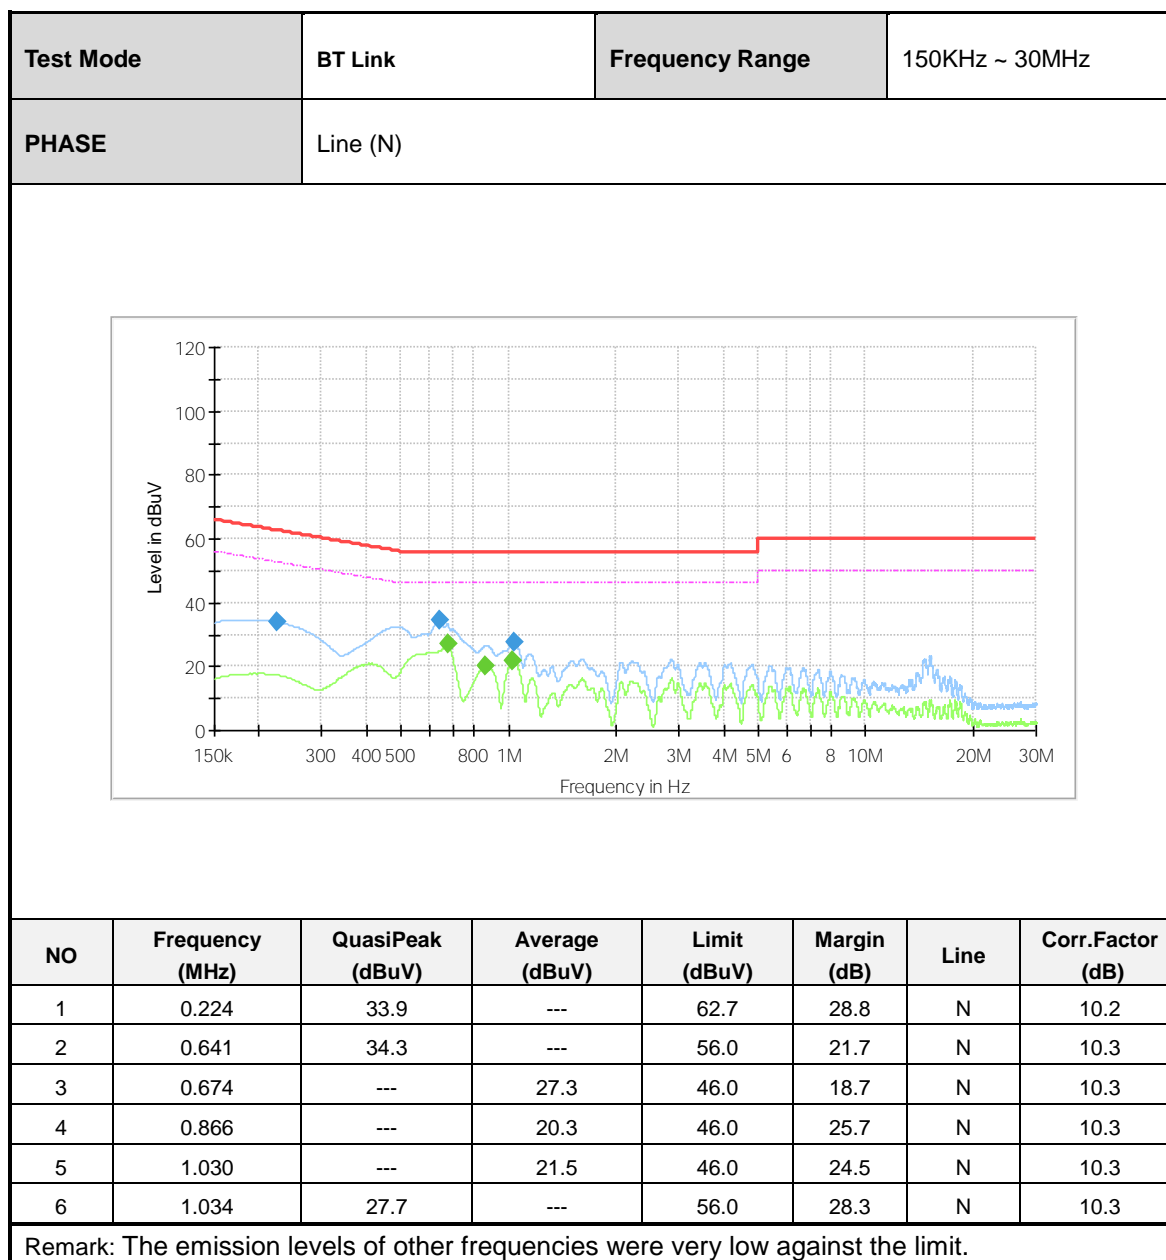 Test Mode BT Link Frequency Range 150KHz ~ 30MHz
PHASE Line (N)
120
100
80
60
40
20
0
Level in dBuV
150k 300 400 500 800 1M 2M 3M 4M 5M 6 8 10M 20M 30M
Frequency in Hz
NO Frequency (MHz) QuasiPeak (dBuV) Average (dBuV) Limit (dBuV) Margin (dB) Line Corr.Factor (dB)
1 0.224 33.9 --- 62.7 28.8 N 10.2
2 0.641 34.3 --- 56.0 21.7 N 10.3
3 0.674 --- 27.3 46.0 18.7 N 10.3
4 0.866 --- 20.3 46.0 25.7 N 10.3
5 1.030 --- 21.5 46.0 24.5 N 10.3
6 1.034 27.7 --- 56.0 28.3 N 10.3
Remark: The emission levels of other frequencies were very low against the limit.